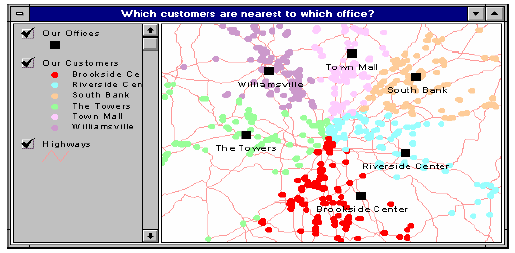 Which customers are nearest to which office?
Our Offices
Our Customers
Brookside Ce
Riverside Cen
South Bank
The Towers
Town Mall
Williamsville
Highways
Town Mall
Williamsville
South Bank
The Towers
Riverside Center
Brookside Center